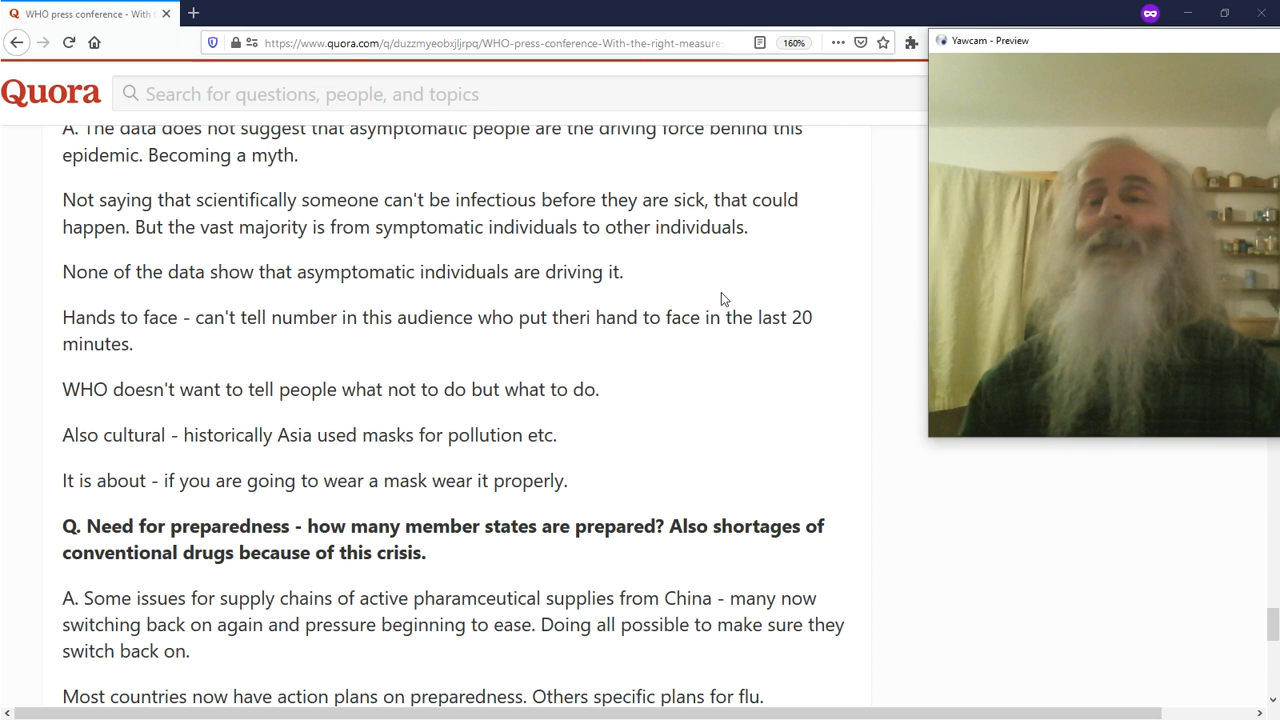 WHO press conference - With t
https://www.quora.com/q/duzzmyeobxjljrpq/WHO-press-conference-With-the-right-measure
160%
Yawcam - Preview
Quora
Search for questions, people, and topics
A. The data does not suggest that asymptomatic people are the driving force behind this
epidemic. Becoming a myth.
Not saying that scientifically someone can't be infectious before they are sick, that could
happen. But the vast majority is from symptomatic individuals to other individuals.
None of the data show that asymptomatic individuals are driving it.
Hands to face - can't tell number in this audience who put theri hand to face in the last 20
minutes.
WHO doesn't want to tell people what not to do but what to do.
Also cultural - historically Asia used masks for pollution etc.
It is about - if you are going to wear a mask wear it properly.
Q. Need for preparedness - how many member states are prepared? Also shortages of
conventional drugs because of this crisis.
A. Some issues for supply chains of active pharamceutical supplies from China - many now
switching back on again and pressure beginning to ease. Doing all possible to make sure they
switch back on.
Most countries now have action plans on preparedness. Others specific plans for flu.